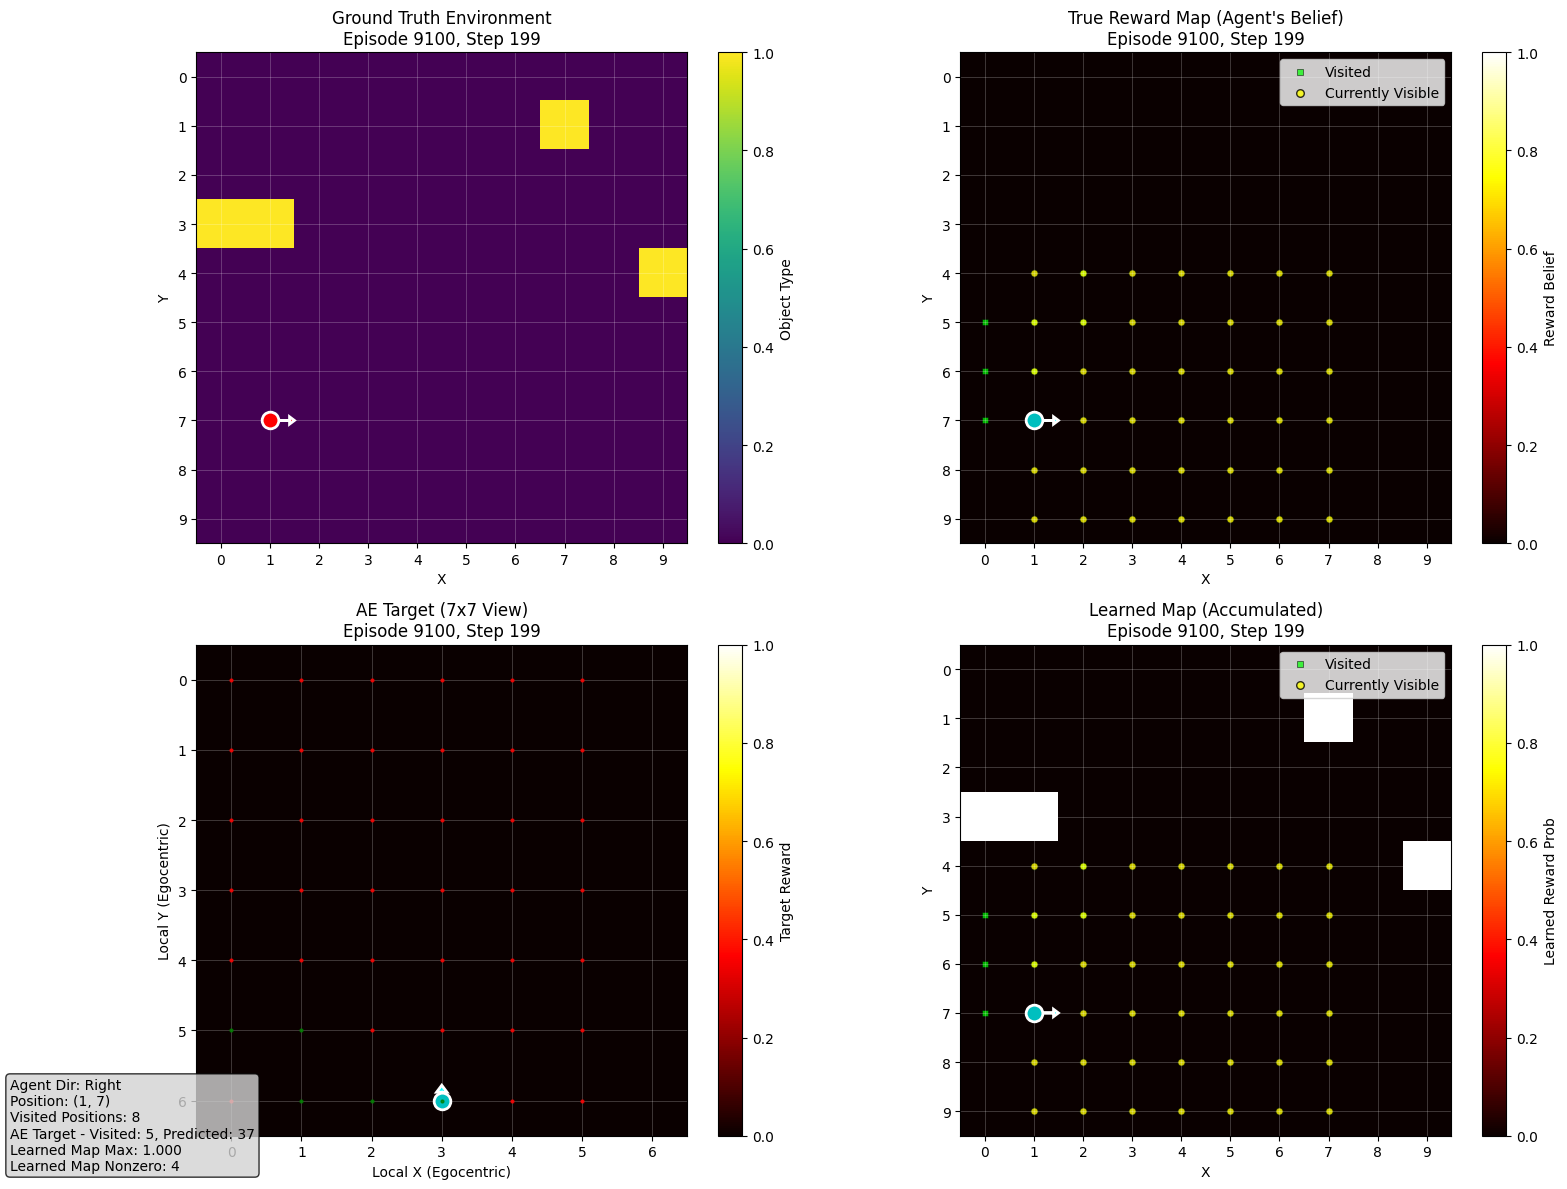 Ground Truth Environment
Episode 9100, Step 199
Y
0
1
2
3
4
5
6
7
8
9
0 1 2 3 4 5 6 7 8 9
X
1.0
0.8
0.6
0.4
0.2
0.0
Object Type
True Reward Map (Agent's Belief)
Episode 9100, Step 199
Visited
Currently Visible
Y
0
1
2
3
4
5
6
7
8
9
0 1 2 3 4 5 6 7 8 9
X
1.0
0.8
0.6
0.4
0.2
0.0
Reward Belief
AE Target (7x7 View)
Episode 9100, Step 199
Local Y (Egocentric)
0
1
2
3
4
5
6
0 1 2 3 4 5 6
Local X (Egocentric)
1.0
0.8
0.6
0.4
0.2
0.0
Target Reward
Agent Dir: Right
Position: (1, 7)
Visited Positions: 8
AE Target - Visited: 5, Predicted: 37
Learned Map Max: 1.000
Learned Map Nonzero: 4
Learned Map (Accumulated)
Episode 9100, Step 199
Visited
Currently Visible
Y
0
1
2
3
4
5
6
7
8
9
0 1 2 3 4 5 6 7 8 9
X
1.0
0.8
0.6
0.4
0.2
0.0
Learned Reward Prob